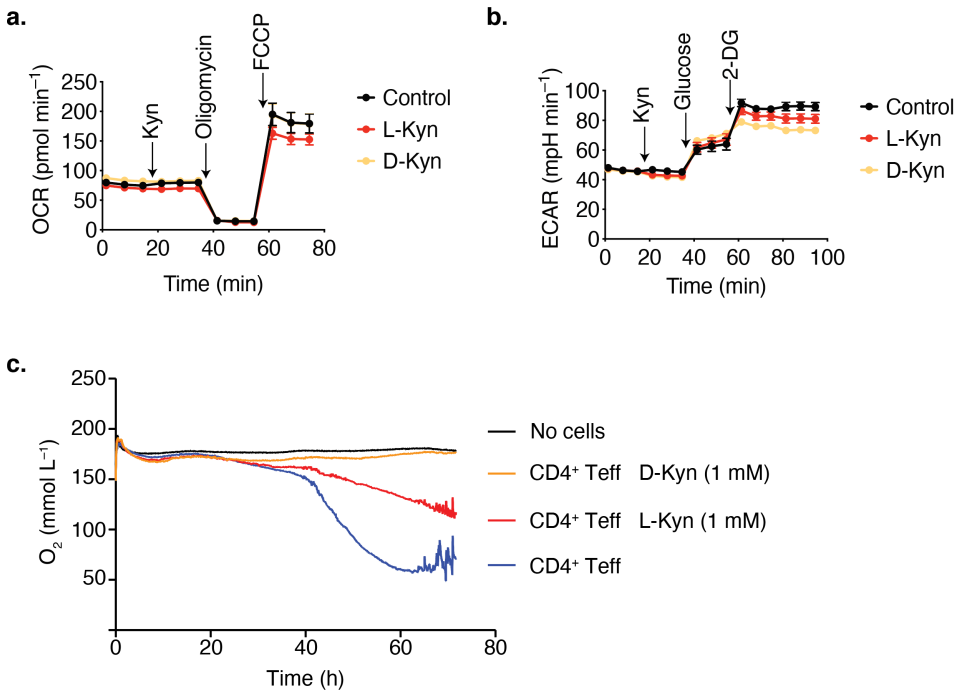 a.
OCR (pmol min–1)
250
200
150
100
50
0
0 20 40 60 80
Time (min)
Kyn
Oligomycin
FCCP
Control
L-Kyn
D-Kyn
b.
ECAR (mpH min–1)
100
80
60
40
20
0
0 20 40 60 80 100
Time (min)
Kyn
Glucose
2-DG
Control
L-Kyn
D-Kyn
c.
O2 (mmol L–1)
250
200
150
100
50
0 20 40 60 80
Time (h)
No cells
CD4+ Teff D-Kyn (1 mM)
CD4+ Teff L-Kyn (1 mM)
CD4+ Teff